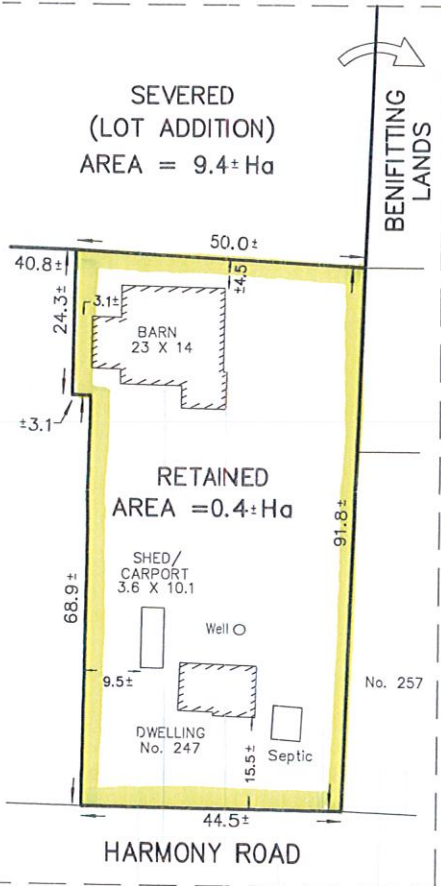 SEVERED
(LOT ADDITION)
AREA = 9.4± Ha
BENIFITTING
LANDS
50.0±
40.8±
±4.5
24.3±
3.1±
BARN
23 X 14
±3.1
RETAINED
AREA =0.4± Ha
91.8±
SHED/
CARPORT
3.6 X 10.1
68.9±
Well
9.5±
No. 257
DWELLING
No. 247
15.5±
Septic
44.5±
HARMONY ROAD